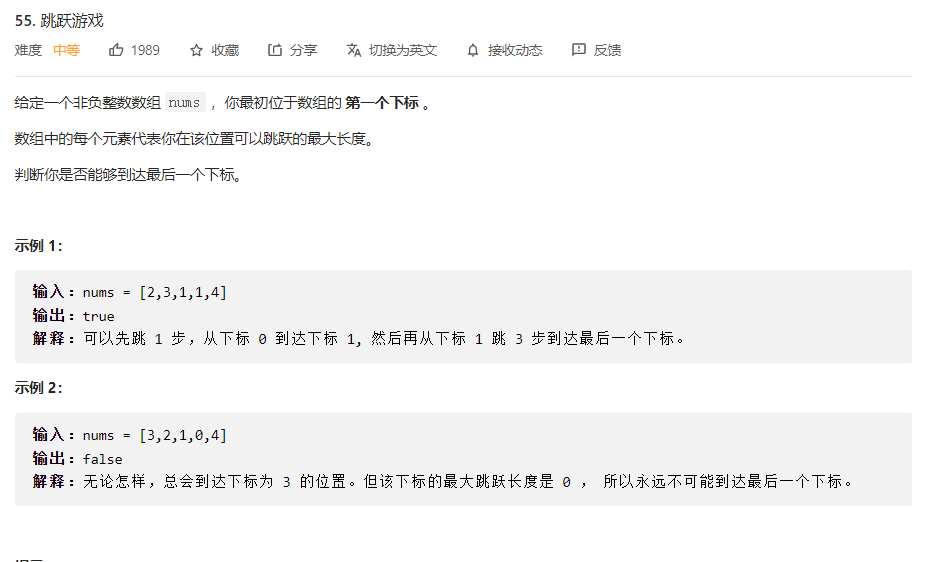 55. 跳跃游戏
难度 中等 1989 收藏 分享 切换为英文 接收动态 反馈
给定一个非负整数数组 nums ，你最初位于数组的 第一个下标 。
数组中的每个元素代表你在该位置可以跳跃的最大长度。
判断你是否能够到达最后一个下标。
示例 1：
输入：nums = [2,3,1,1,4]
输出：true
解释：可以先跳 1 步，从下标 0 到达下标 1, 然后再从下标 1 跳 3 步到达最后一个下标。
示例 2：
输入：nums = [3,2,1,0,4]
输出：false
解释：无论怎样，总会到达下标为 3 的位置。但该下标的最大跳跃长度是 0 ， 所以永远不可能到达最后一个下标。